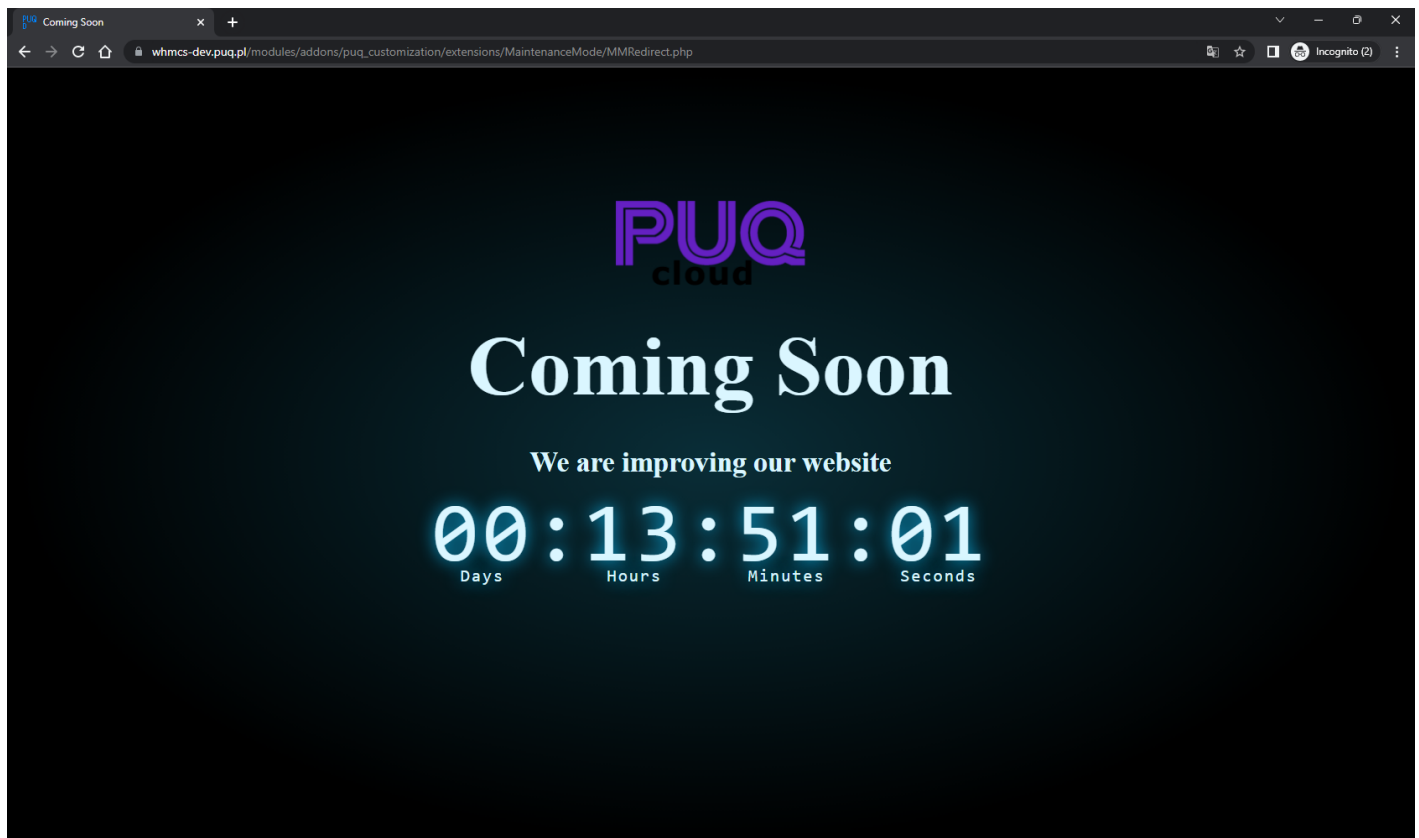 Coming Soon
whmcs-dev.puq.pl/modules/addons/puq_customization/extensions/MaintenanceMode/MMRedirect.php
Incognito (2)
PUQ
cloud
Coming Soon
We are improving our website
00:13:51:01
Days Hours Minutes Seconds